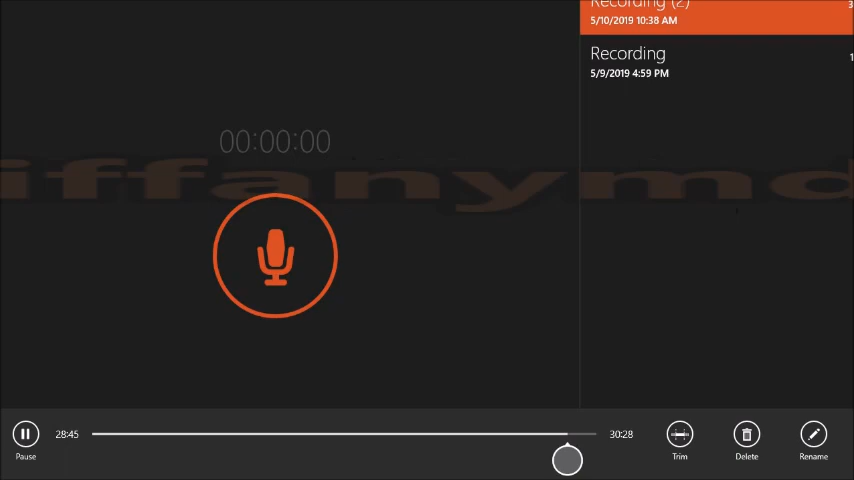 Recording (2)
5/10/2019 10:38 AM
Recording
5/9/2019 4:59 PM
00:00:00
iffanymd
28:45
30:28
Pause
Trim
Delete
Rename